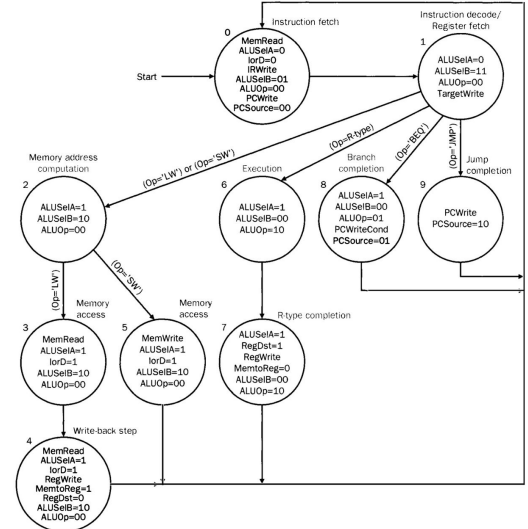 Instruction fetch
0
MemRead
ALUSelA=0
IorD=0
IRWrite
ALUSelB=01
ALUOp=00
PCWrite
PCSource=00
Start
Instruction decode/
Register fetch
1
ALUSelA=0
ALUSelB=11
ALUOp=00
TargetWrite
(Op='LW') or (Op='SW')
(Op=R-type)
(Op='BEQ')
(Op='JMP')
Memory address
computation
2
ALUSelA=1
ALUSelB=10
ALUOp=00
Execution
6
ALUSelA=1
ALUSelB=00
ALUOp=10
Branch
completion
8
ALUSelA=1
ALUSelB=00
ALUOp=01
PCWriteCond
PCSource=01
Jump
completion
9
PCWrite
PCSource=10
(Op='LW')
(Op='SW')
Memory
access
3
MemRead
ALUSelA=1
IorD=1
ALUSelB=10
ALUOp=00
Memory
access
5
MemWrite
ALUSelA=1
IorD=1
ALUSelB=10
ALUOp=00
R-type completion
7
ALUSelA=1
RegDst=1
RegWrite
MemtoReg=0
ALUSelB=00
ALUOp=10
Write-back step
4
MemRead
ALUSelA=1
IorD=1
RegWrite
MemtoReg=1
RegDst=0
ALUSelB=10
ALUOp=00